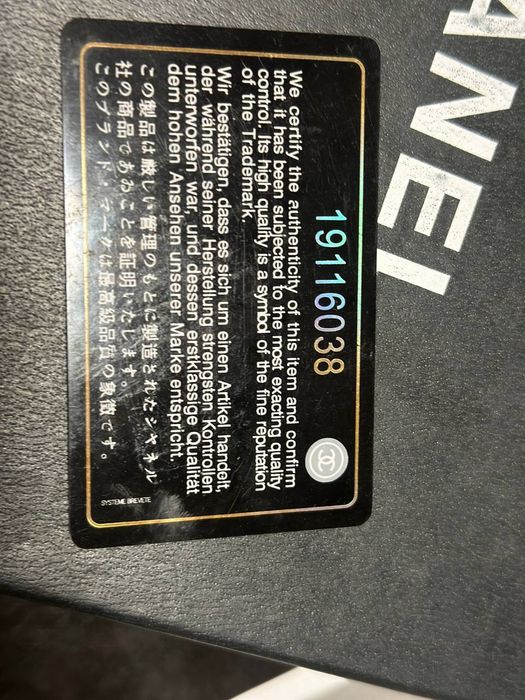 ANEL
19116038
We certify the authenticity of this item and confirm
that it has been subjected to the most exacting quality
control. Its high quality is a symbol of the fine reputation
of the Trademark.
Wir bestätigen, dass es sich um einen Artikel handelt,
der während seiner Herstellung strengsten Kontrollen
unterworfen war, und dessen erstklassige Qualität
dem hohen Ansehen unserer Marke entspricht.
この製品は厳しい管理のもとに製造されたシャネル
社の商品であることを証明いたします。
このブランド・マークは最高級品質の象徴です。
SYSTEME BREVETE